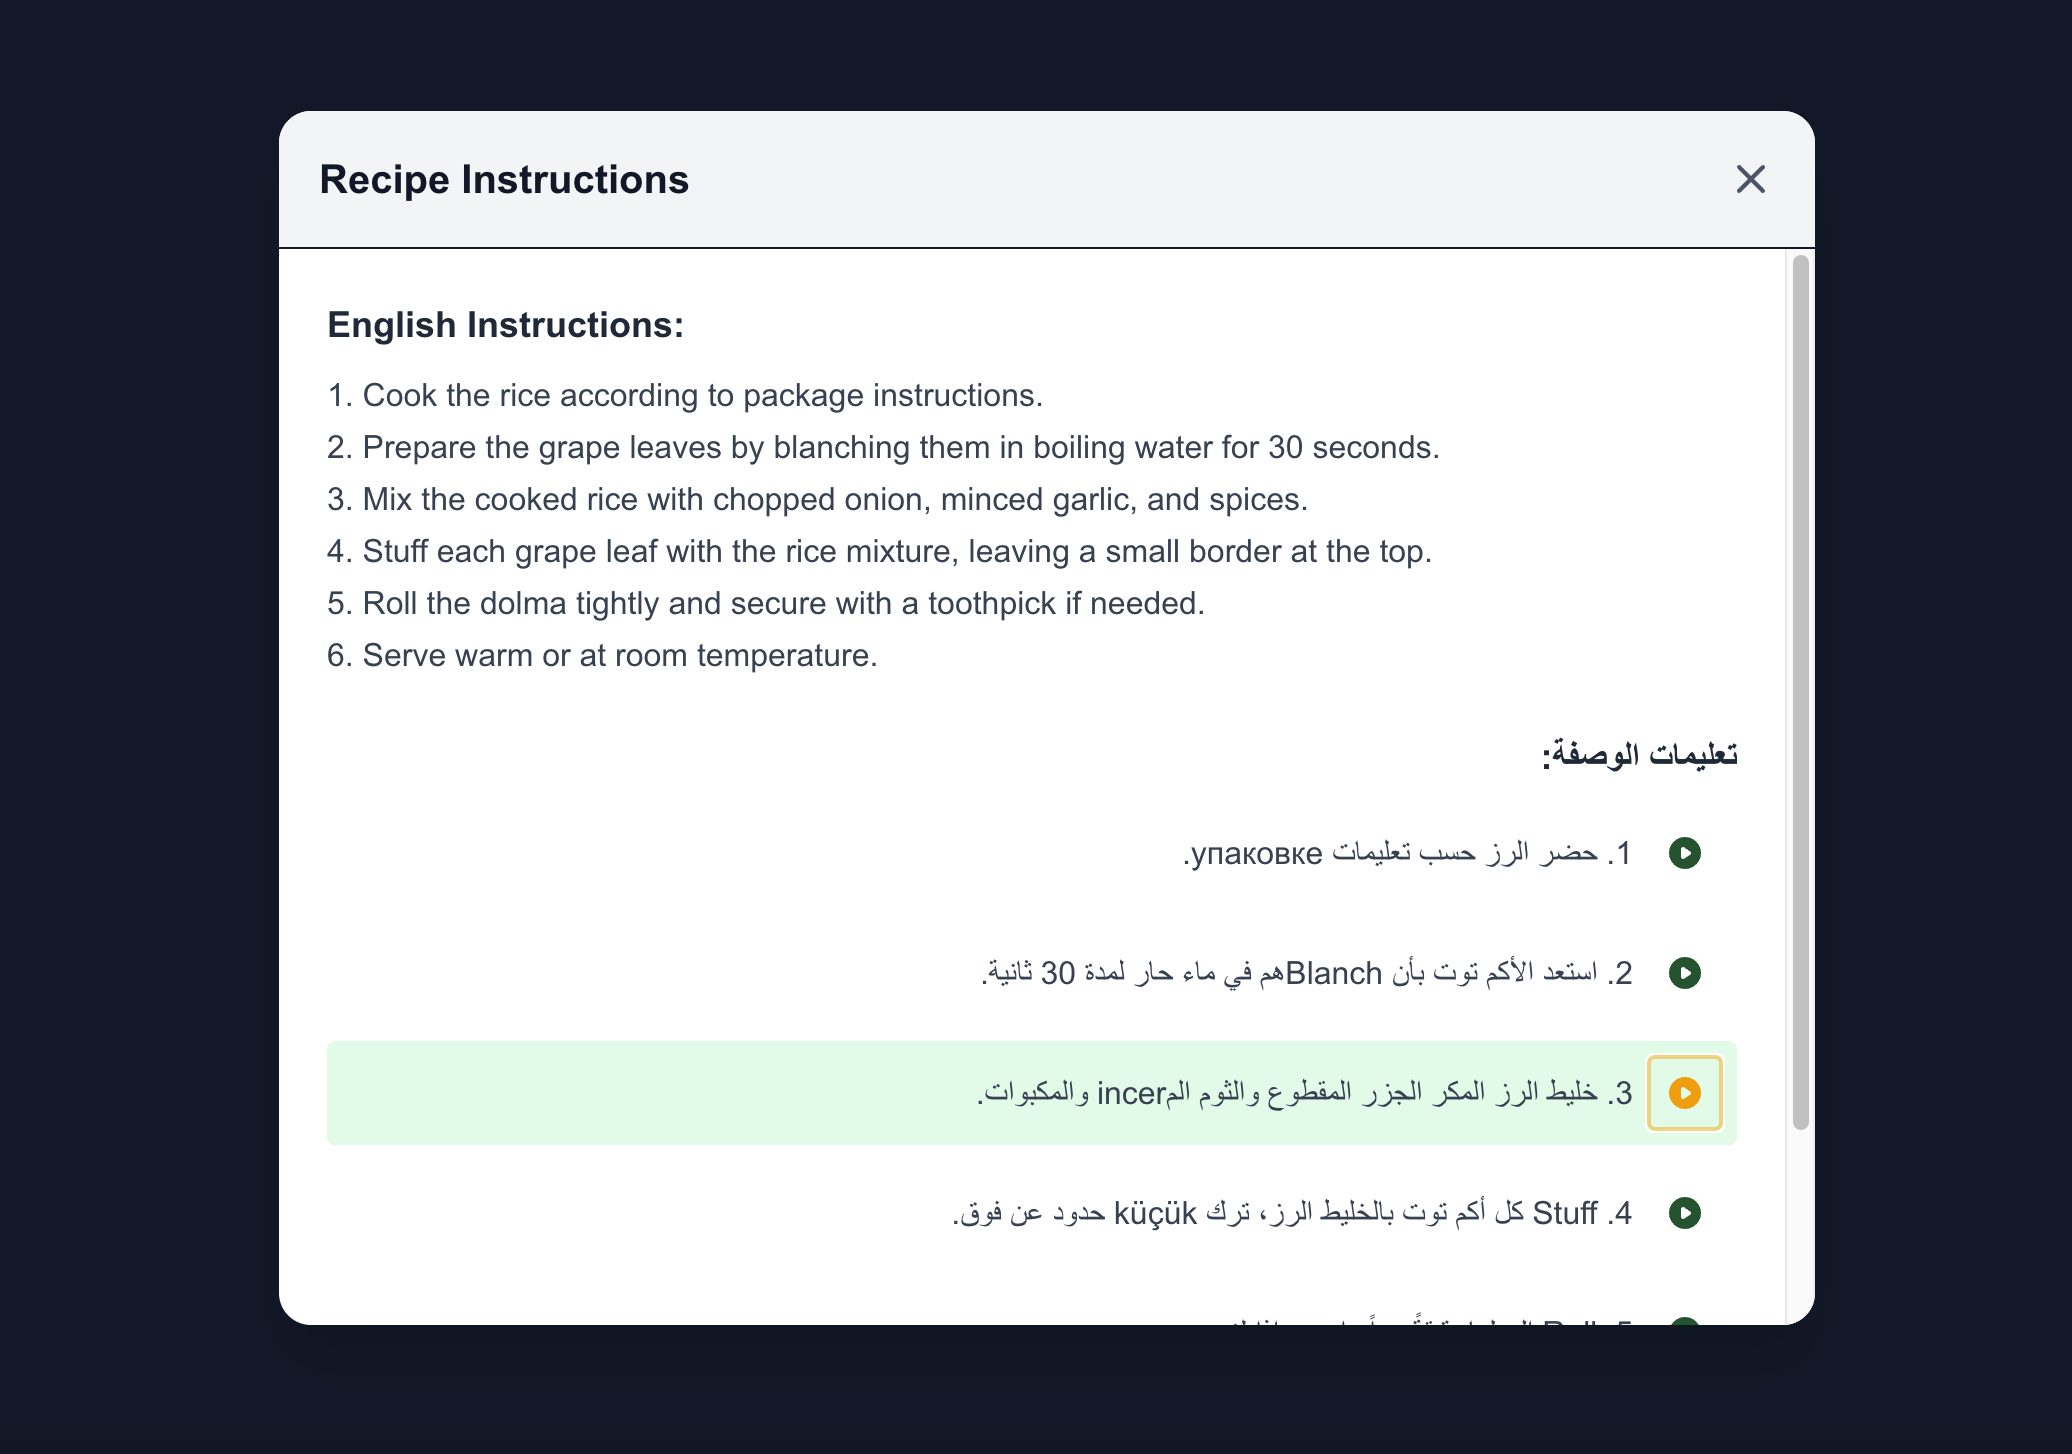 Recipe Instructions
English Instructions:
1. Cook the rice according to package instructions.
2. Prepare the grape leaves by blanching them in boiling water for 30 seconds.
3. Mix the cooked rice with chopped onion, minced garlic, and spices.
4. Stuff each grape leaf with the rice mixture, leaving a small border at the top.
5. Roll the dolma tightly and secure with a toothpick if needed.
6. Serve warm or at room temperature.
تعليمات الوصفة:
1. حضر الرز حسب تعليمات упаковке.
2. استعد الأكم توت بأن Blanchهم في ماء حار لمدة 30 ثانية.
3. خليط الرز المكر الجزر المقطوع والثوم المincer والمكبوات.
4. Stuff كل أكم توت بالخليط الرز، ترك küçük حدود عن فوق.
5. Roll